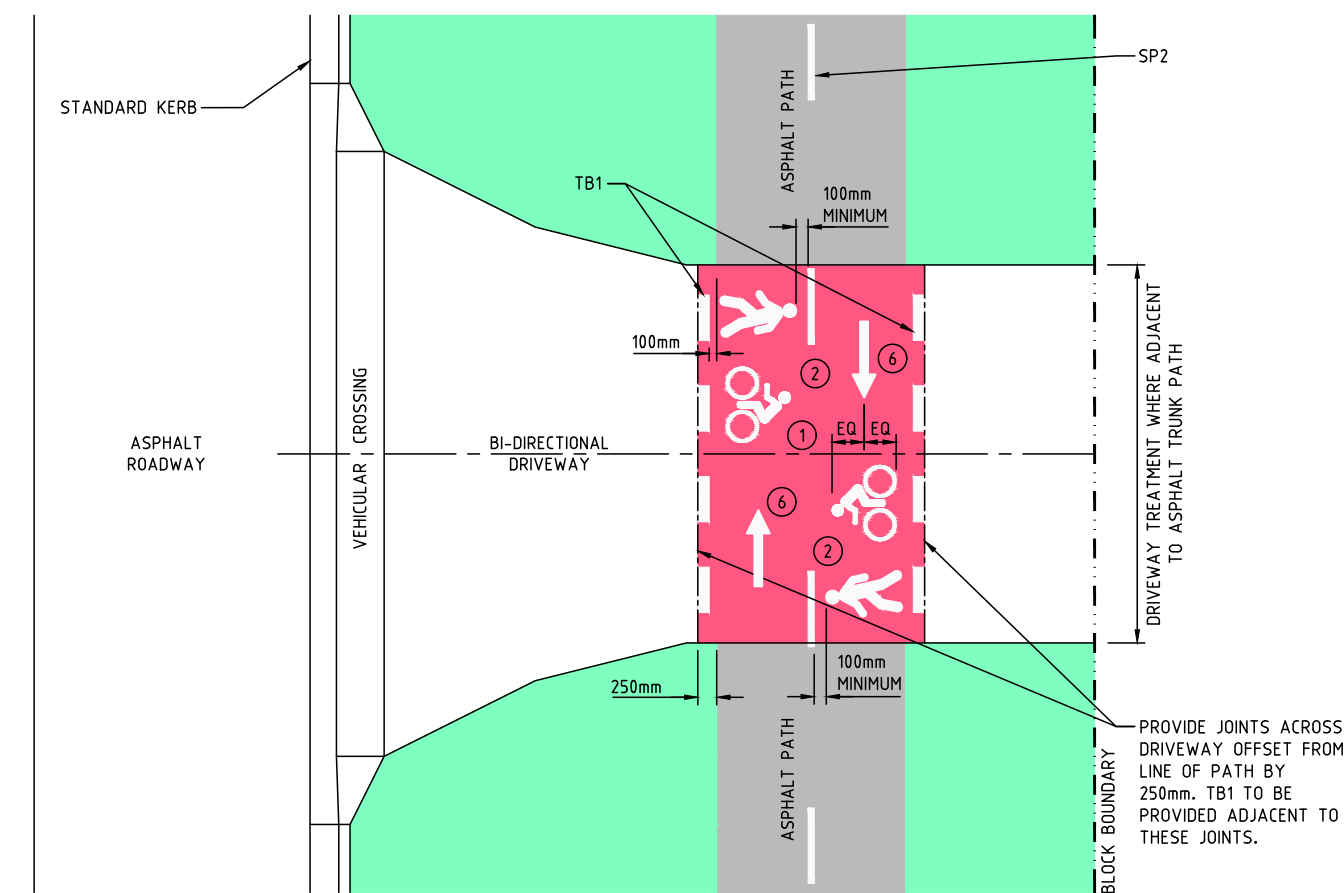 SP2
STANDARD KERB
ASPHALT PATH
TB1
100mm
MINIMUM
100mm
2
6
1
EQ
EQ
ASPHALT
ROADWAY
VEHICULAR CROSSING
BI-DIRECTIONAL
DRIVEWAY
6
2
DRIVEWAY TREATMENT WHERE ADJACENT
TO ASPHALT TRUNK PATH
250mm
100mm
MINIMUM
ASPHALT PATH
BLOCK BOUNDARY
PROVIDE JOINTS ACROSS
DRIVEWAY OFFSET FROM
LINE OF PATH BY
250mm. TB1 TO BE
PROVIDED ADJACENT TO
THESE JOINTS.